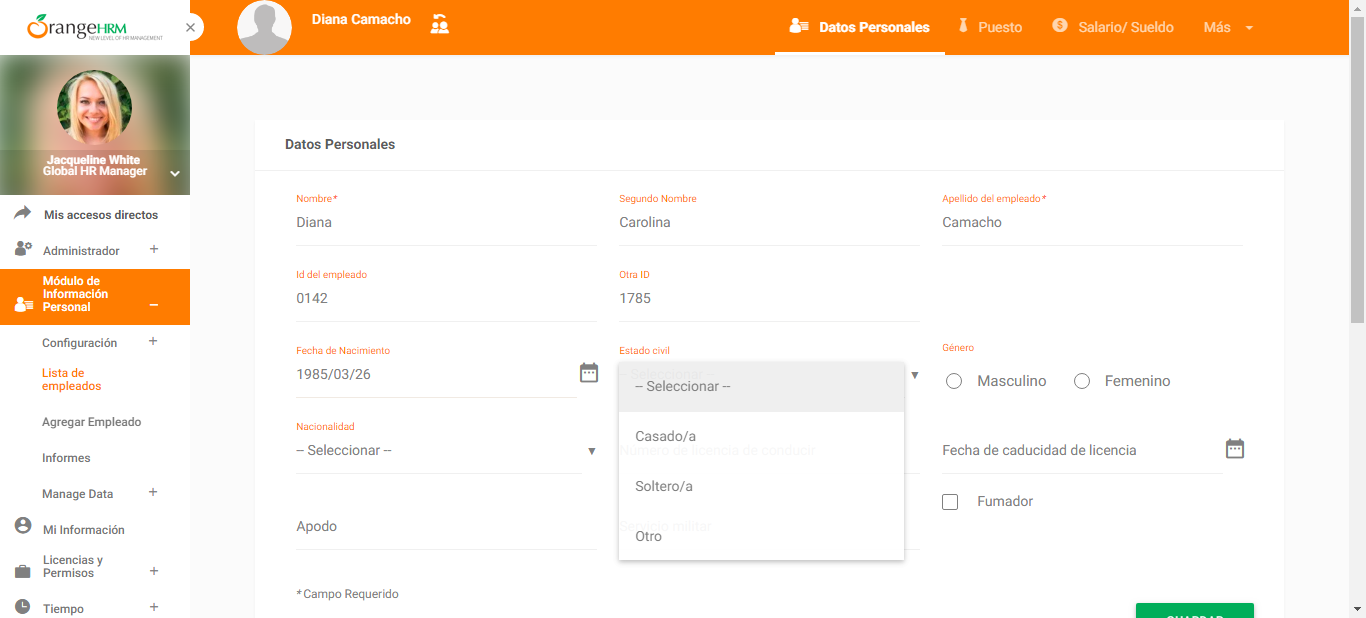 OrangeHRM
NEW LEVEL OF HR MANAGEMENT
Diana Camacho
Datos Personales
Puesto
Salario/ Sueldo
Más
Jacqueline White
Global HR Manager
Mis accesos directos
Administrador
Módulo de
Información
Personal
Configuración
Lista de
empleados
Agregar Empleado
Informes
Manage Data
Mi Información
Licencias y
Permisos
Tiempo
Datos Personales
Nombre*
Diana
Segundo Nombre
Carolina
Apellido del empleado*
Camacho
Id del empleado
0142
Otra ID
1785
Fecha de Nacimiento
1985/03/26
Estado civil
-- Seleccionar --
Casado/a
Soltero/a
Otro
Género
Masculino
Femenino
Nacionalidad
-- Seleccionar --
Número de licencia de conducir
Fecha de caducidad de licencia
Fumador
Apodo
Servicio militar
* Campo Requerido
GUARDAR